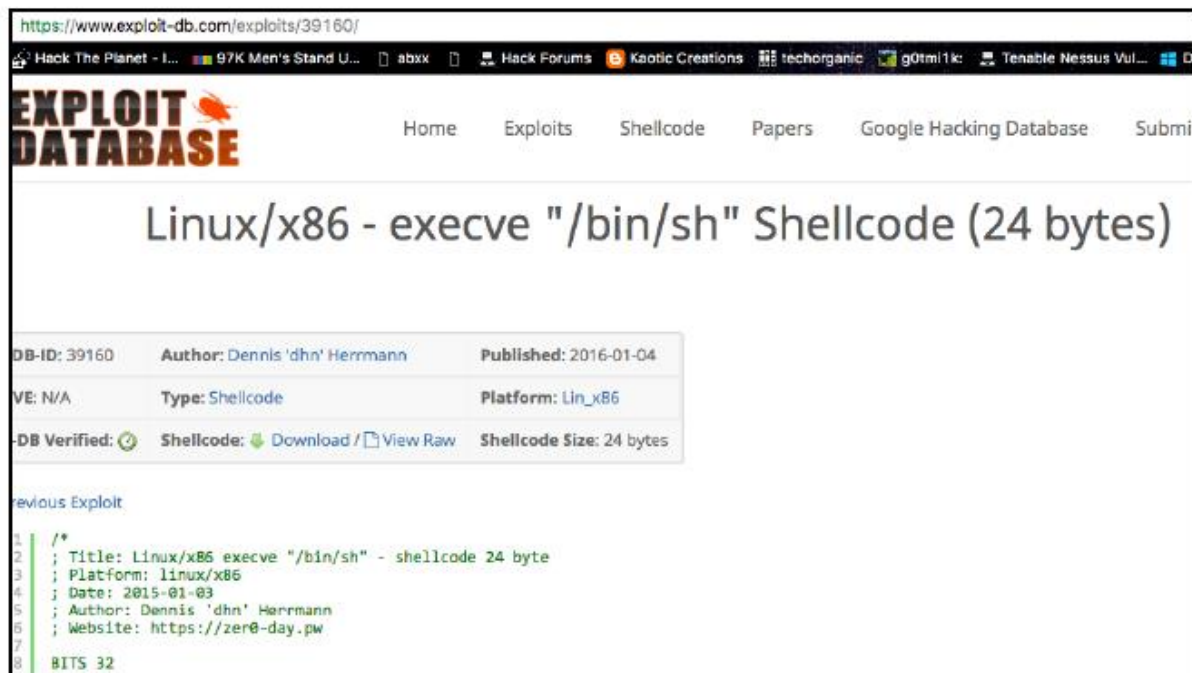 https://www.exploit-db.com/exploits/39160/
Hack The Planet - I... 97K Men's Stand U... abxx Hack Forums Kaotic Creations techorganic g0tmi1k: Tenable Nessus Vul... D
EXPLOIT DATABASE
Home Exploits Shellcode Papers Google Hacking Database Submi
Linux/x86 - execve "/bin/sh" Shellcode (24 bytes)
DB-ID: 39160 Author: Dennis 'dhn' Herrmann Published: 2016-01-04
VE: N/A Type: Shellcode Platform: Lin_x86
-DB Verified: Shellcode: Download / View Raw Shellcode Size: 24 bytes
revious Exploit
1 /*
2 ; Title: Linux/x86 execve "/bin/sh" - shellcode 24 byte
3 ; Platform: linux/x86
4 ; Date: 2015-01-03
5 ; Author: Dennis 'dhn' Herrmann
6 ; Website: https://zer0-day.pw
7
8 BITS 32